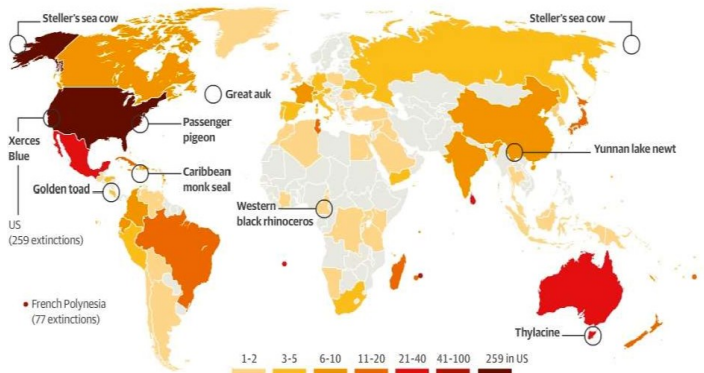 Steller's sea cow
Steller's sea cow
Great auk
Passenger
pigeon
Xerces
Blue
Yunnan lake newt
Caribbean
monk seal
Golden toad
Western
black rhinoceros
US
(259 extinctions)
French Polynesia
(77 extinctions)
Thylacine
1-2 3-5 6-10 11-20 21-40 41-100 259 in US